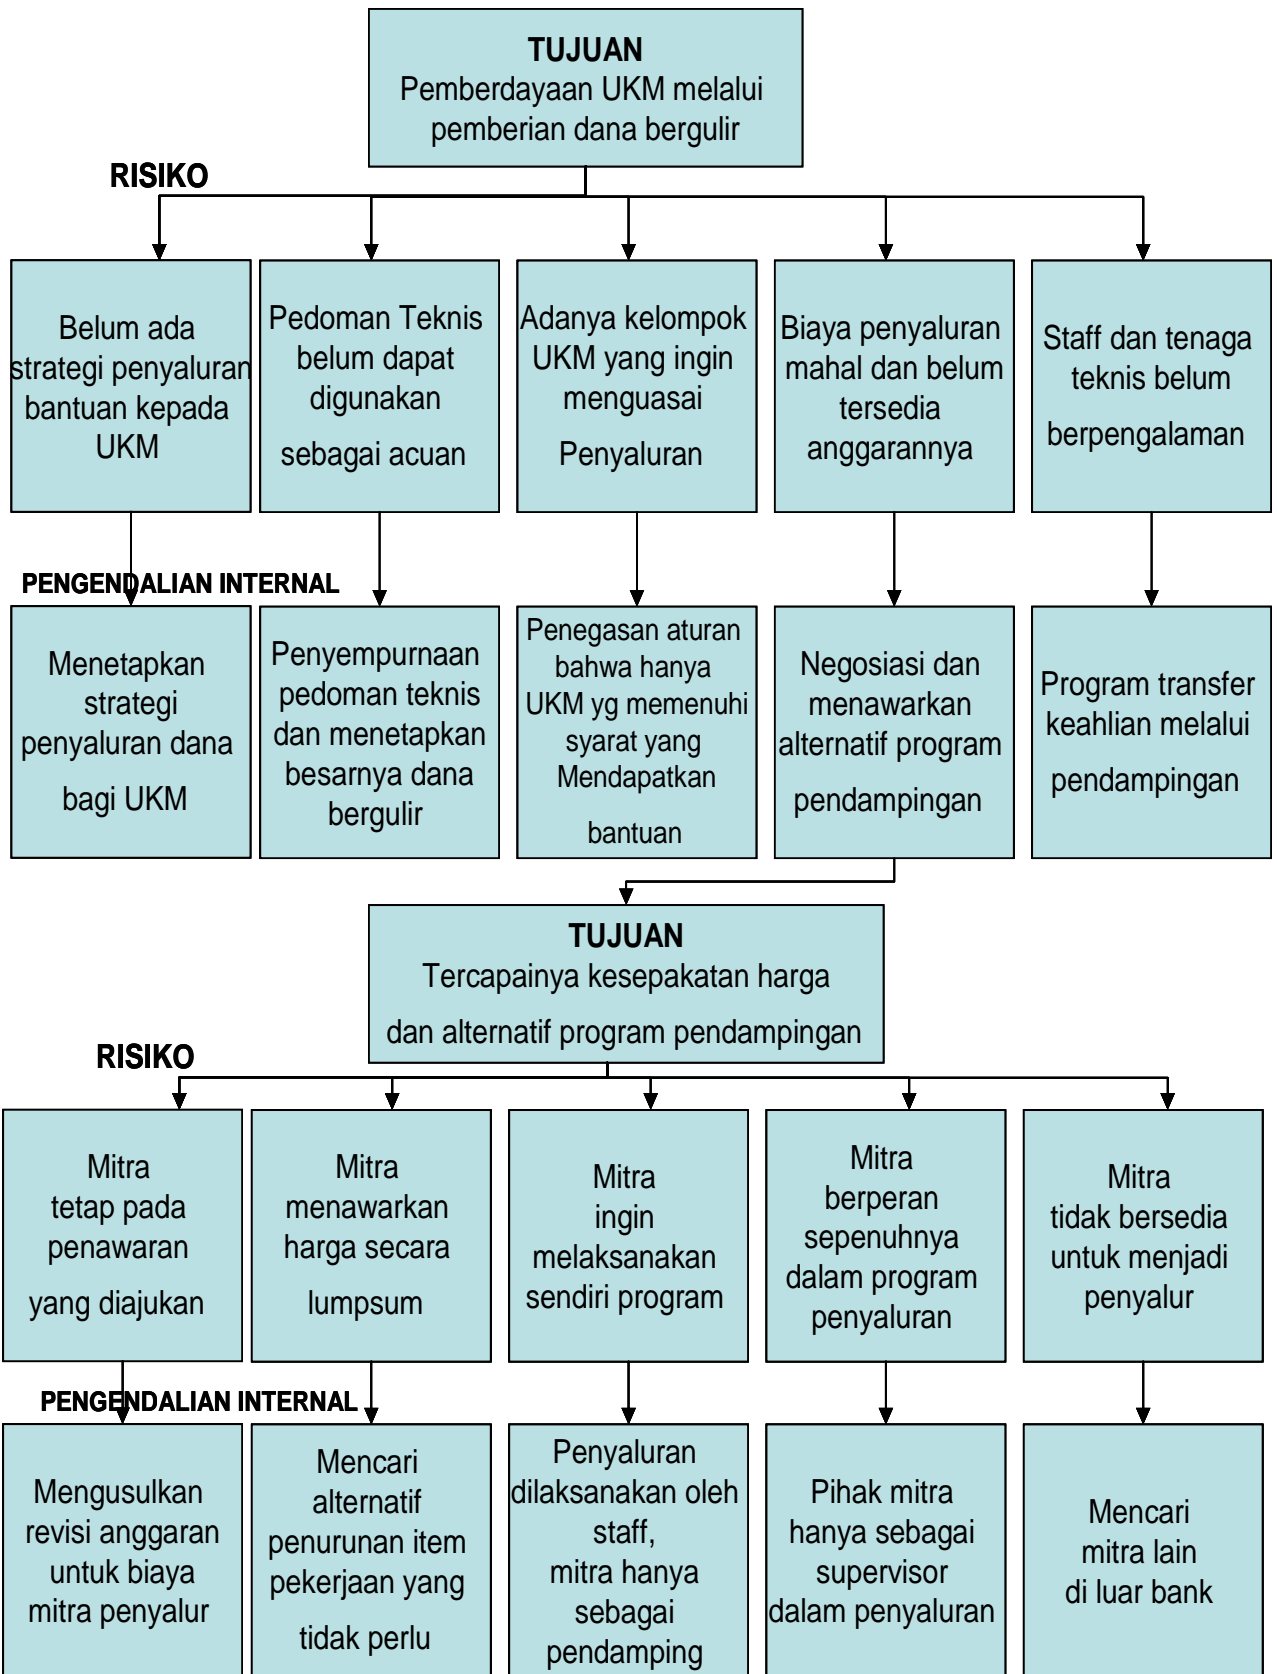 TUJUAN
Pemberdayaan UKM melalui
pemberian dana bergulir
RISIKO
Belum ada
strategi penyaluran
bantuan kepada
UKM
Pedoman Teknis
belum dapat
digunakan
sebagai acuan
Adanya kelompok
UKM yang ingin
menguasai
Penyaluran
Biaya penyaluran
mahal dan belum
tersedia
anggarannya
Staff dan tenaga
teknis belum
berpengalaman
PENGENDALIAN INTERNAL
Menetapkan
strategi
penyaluran dana
bagi UKM
Penyempurnaan
pedoman teknis
dan menetapkan
besarnya dana
bergulir
Penegasan aturan
bahwa hanya
UKM yg memenuhi
syarat yang
Mendapatkan
bantuan
Negosiasi dan
menawarkan
alternatif program
pendampingan
Program transfer
keahlian melalui
pendampingan
TUJUAN
Tercapainya kesepakatan harga
dan alternatif program pendampingan
RISIKO
Mitra
tetap pada
penawaran
yang diajukan
Mitra
menawarkan
harga secara
lumpsum
Mitra
ingin
melaksanakan
sendiri program
Mitra
berperan
sepenuhnya
dalam program
penyaluran
Mitra
tidak bersedia
untuk menjadi
penyalur
PENGENDALIAN INTERNAL
Mengusulkan
revisi anggaran
untuk biaya
mitra penyalur
Mencari
alternatif
penurunan item
pekerjaan yang
tidak perlu
Penyaluran
dilaksanakan oleh
staff,
mitra hanya
sebagai
pendamping
Pihak mitra
hanya sebagai
supervisor
dalam penyaluran
Mencari
mitra lain
di luar bank